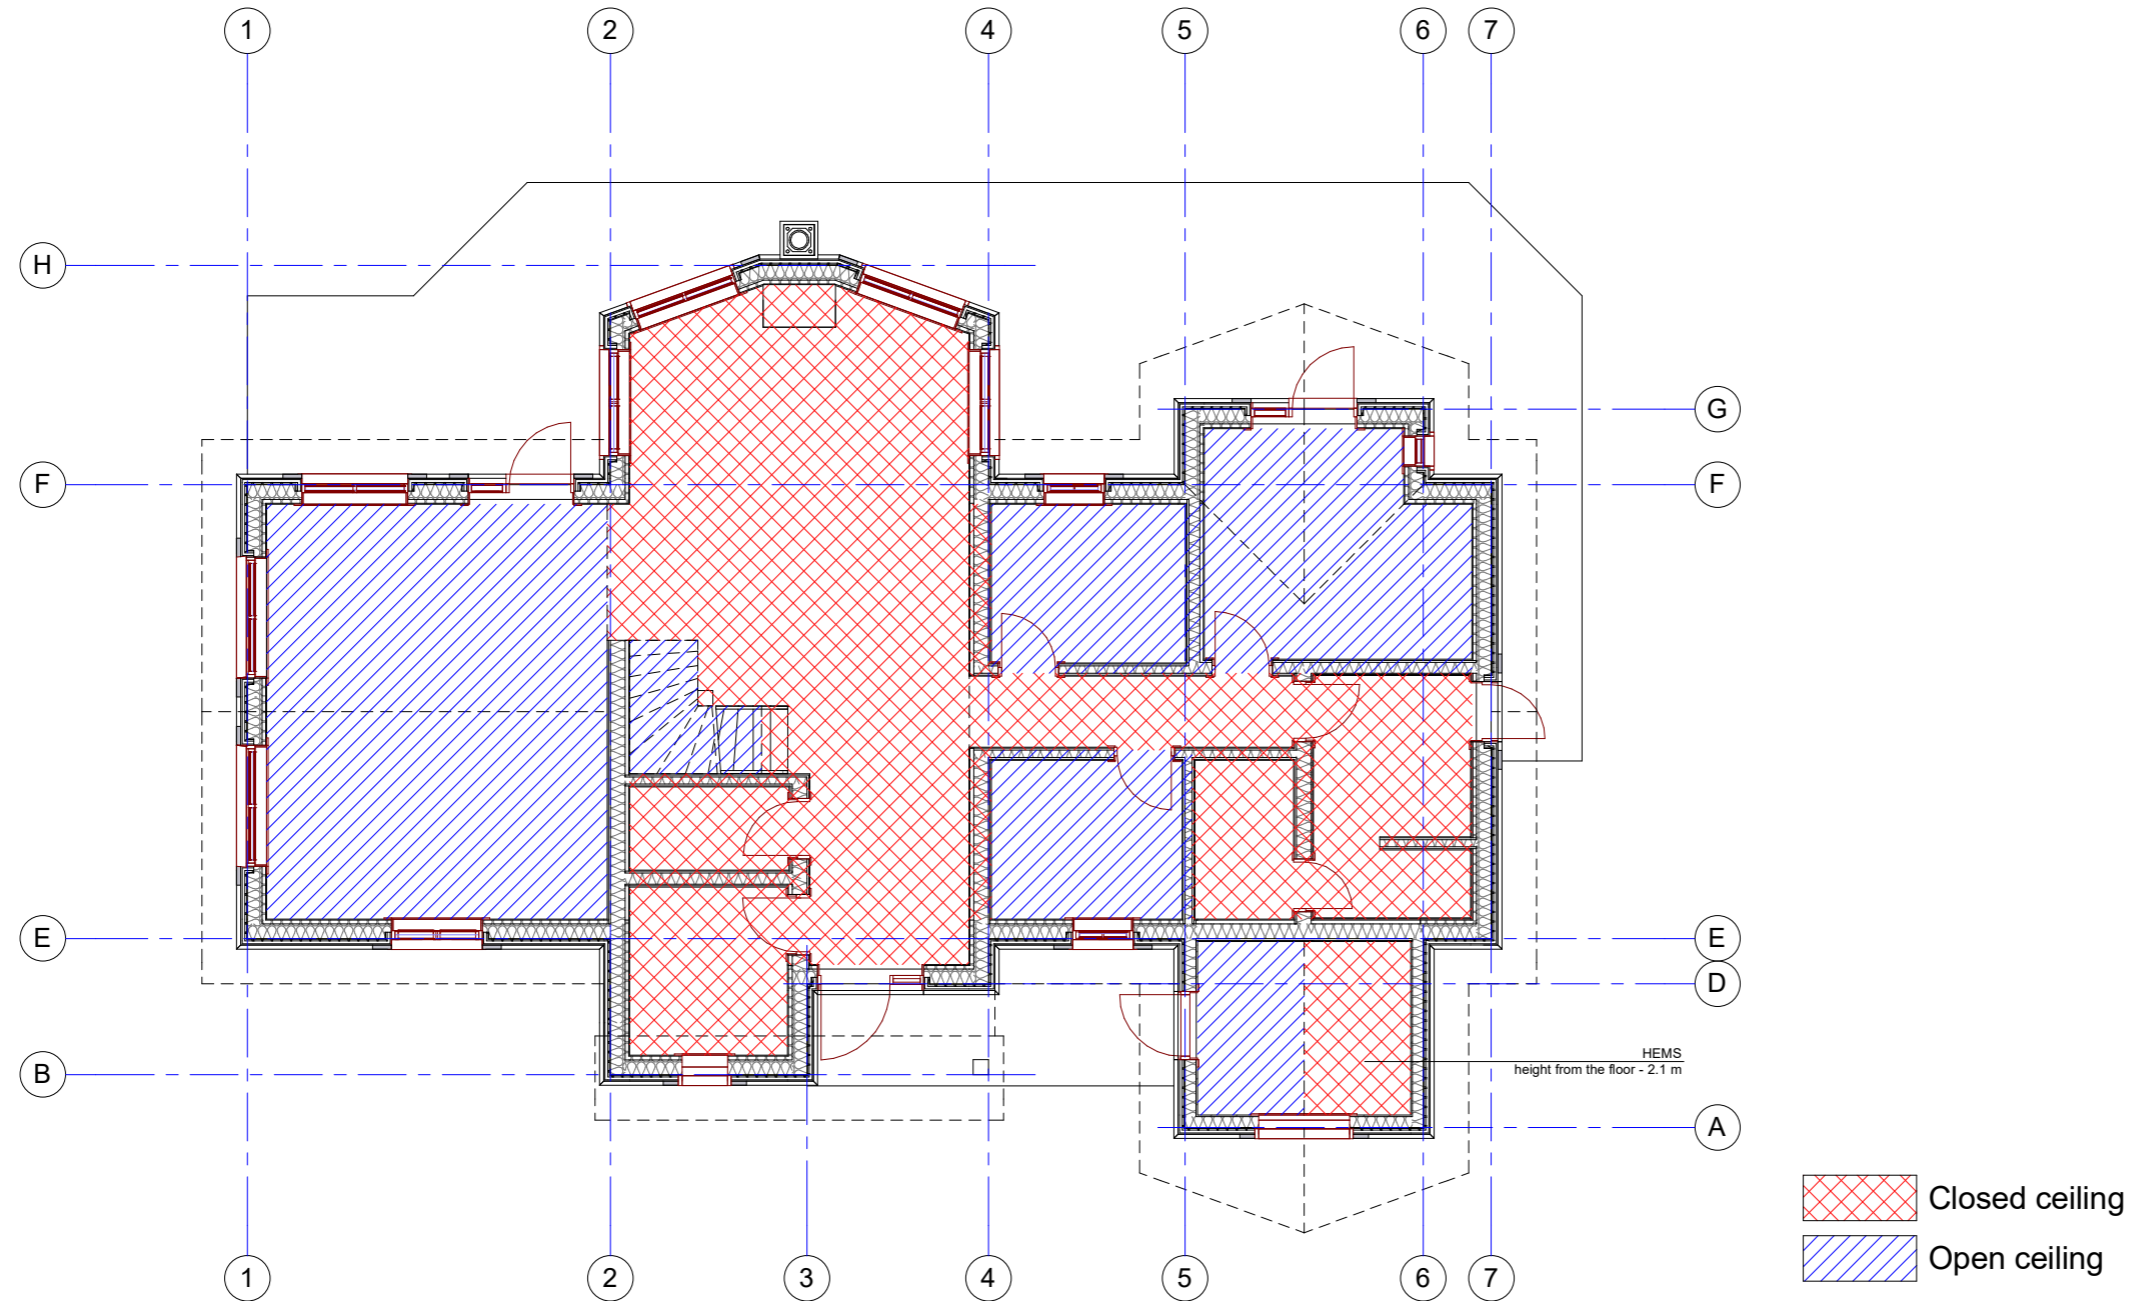 1 2 4 5 6 7
H
G
F F
E E
D
HEMS
height from the floor - 2.1 m
B
A
Closed ceiling
Open ceiling
1 2 3 4 5 6 7